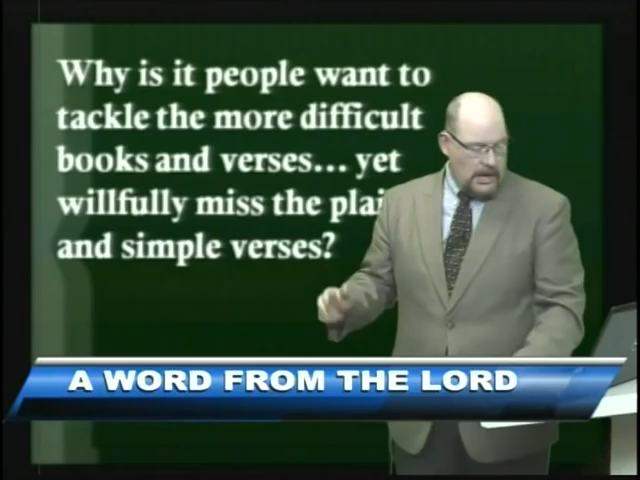 Why is it people want to
tackle the more difficult
books and verses... yet
willfully miss the plai
and simple verses?
A WORD FROM THE LORD